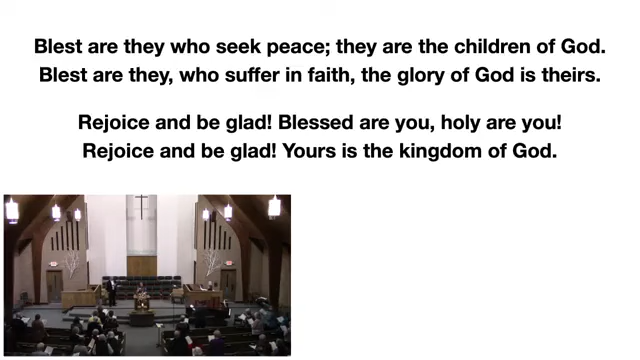 Blest are they who seek peace; they are the children of God.
Blest are they, who suffer in faith, the glory of God is theirs.
Rejoice and be glad! Blessed are you, holy are you!
Rejoice and be glad! Yours is the kingdom of God.